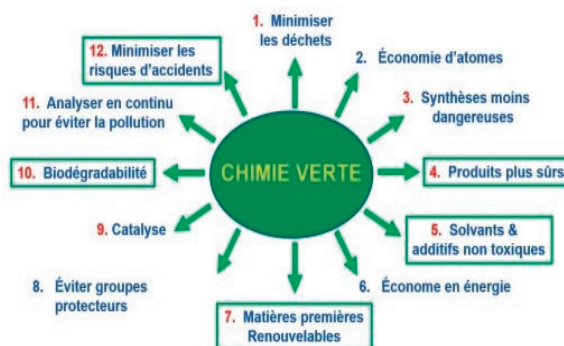 1. Minimiser
les déchets
2. Économie d'atomes
3. Synthèses moins
dangereuses
4. Produits plus sûrs
5. Solvants &
additifs non toxiques
6. Économe en énergie
7. Matières premières
Renouvelables
8. Éviter groupes
protecteurs
9. Catalyse
10. Biodégradabilité
11. Analyser en continu
pour éviter la pollution
12. Minimiser les
risques d'accidents
CHIMIE VERTE